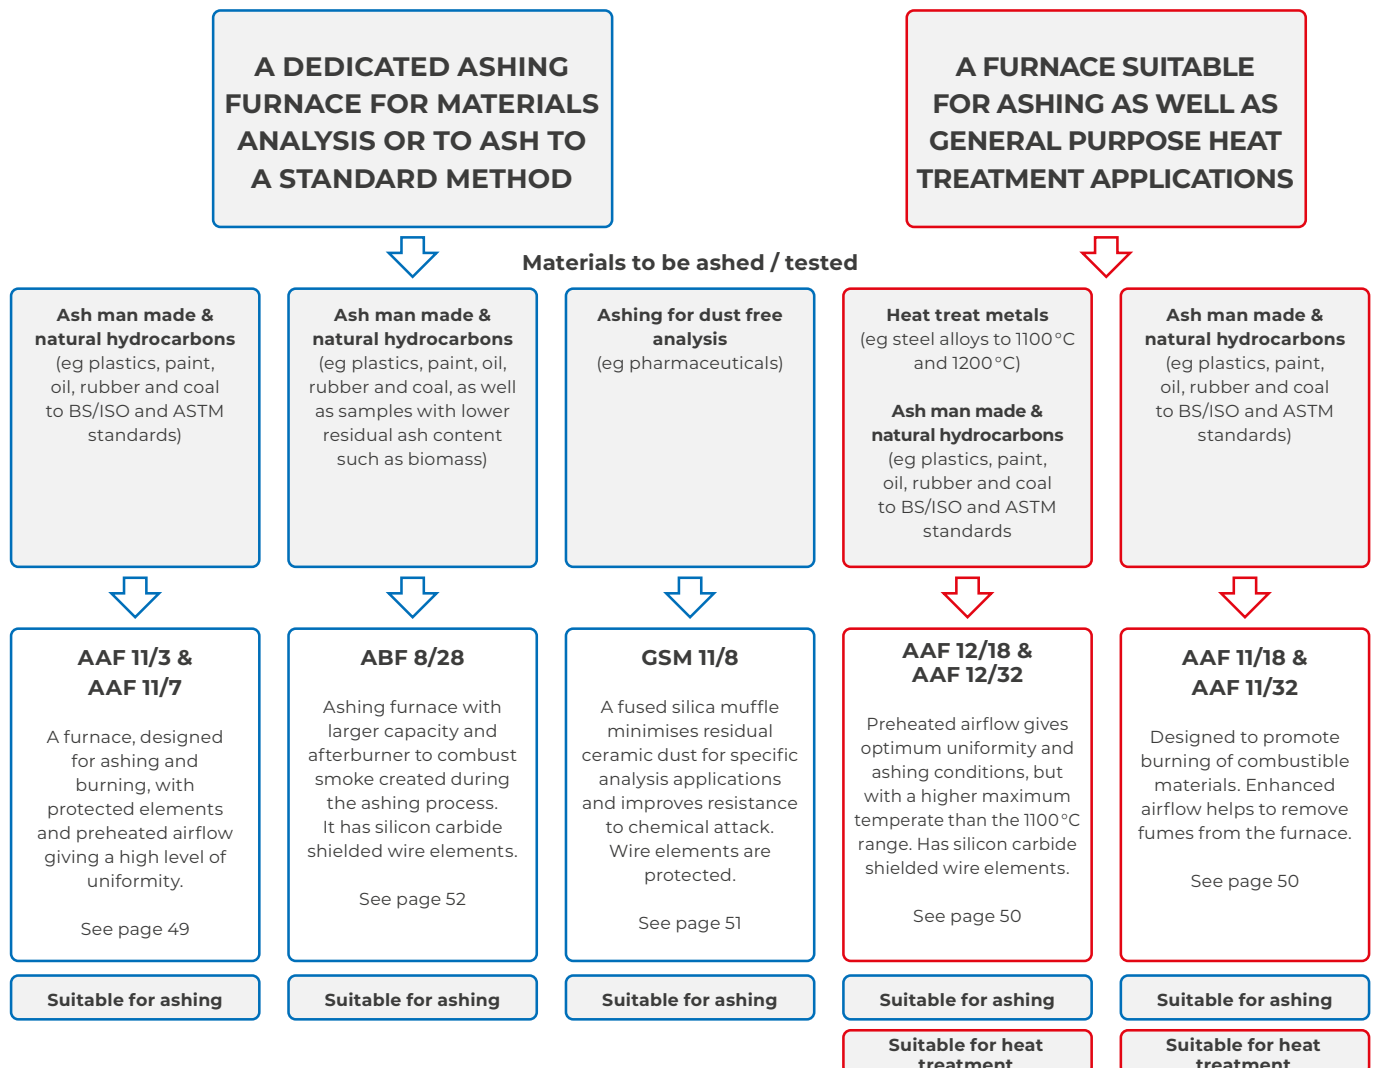 A DEDICATED ASHING
FURNACE FOR MATERIALS
ANALYSIS OR TO ASH TO
A STANDARD METHOD
A FURNACE SUITABLE
FOR ASHING AS WELL AS
GENERAL PURPOSE HEAT
TREATMENT APPLICATIONS
Materials to be ashed / tested
Ash man made &
natural hydrocarbons
(eg plastics, paint,
oil, rubber and coal
to BS/ISO and ASTM
standards)
Ash man made &
natural hydrocarbons
(eg plastics, paint, oil,
rubber and coal, as well
as samples with lower
residual ash content
such as biomass)
Ashing for dust free
analysis
(eg pharmaceuticals)
Heat treat metals
(eg steel alloys to 1100°C
and 1200°C)
Ash man made &
natural hydrocarbons
(eg plastics, paint,
oil, rubber and coal
to BS/ISO and ASTM
standards
Ash man made &
natural hydrocarbons
(eg plastics, paint,
oil, rubber and coal
to BS/ISO and ASTM
standards)
AAF 11/3 &
AAF 11/7
A furnace, designed
for ashing and
burning, with
protected elements
and preheated airflow
giving a high level of
uniformity.
See page 49
ABF 8/28
Ashing furnace with
larger capacity and
afterburner to combust
smoke created during
the ashing process.
It has silicon carbide
shielded wire elements.
See page 52
GSM 11/8
A fused silica muffle
minimises residual
ceramic dust for specific
analysis applications
and improves resistance
to chemical attack.
Wire elements are
protected.
See page 51
AAF 12/18 &
AAF 12/32
Preheated airflow gives
optimum uniformity and
ashing conditions, but
with a higher maximum
temperate than the 1100°C
range. Has silicon carbide
shielded wire elements.
See page 50
AAF 11/18 &
AAF 11/32
Designed to promote
burning of combustible
materials. Enhanced
airflow helps to remove
fumes from the furnace.
See page 50
Suitable for ashing
Suitable for ashing
Suitable for ashing
Suitable for ashing
Suitable for ashing
Suitable for heat
treatment
Suitable for heat
treatment